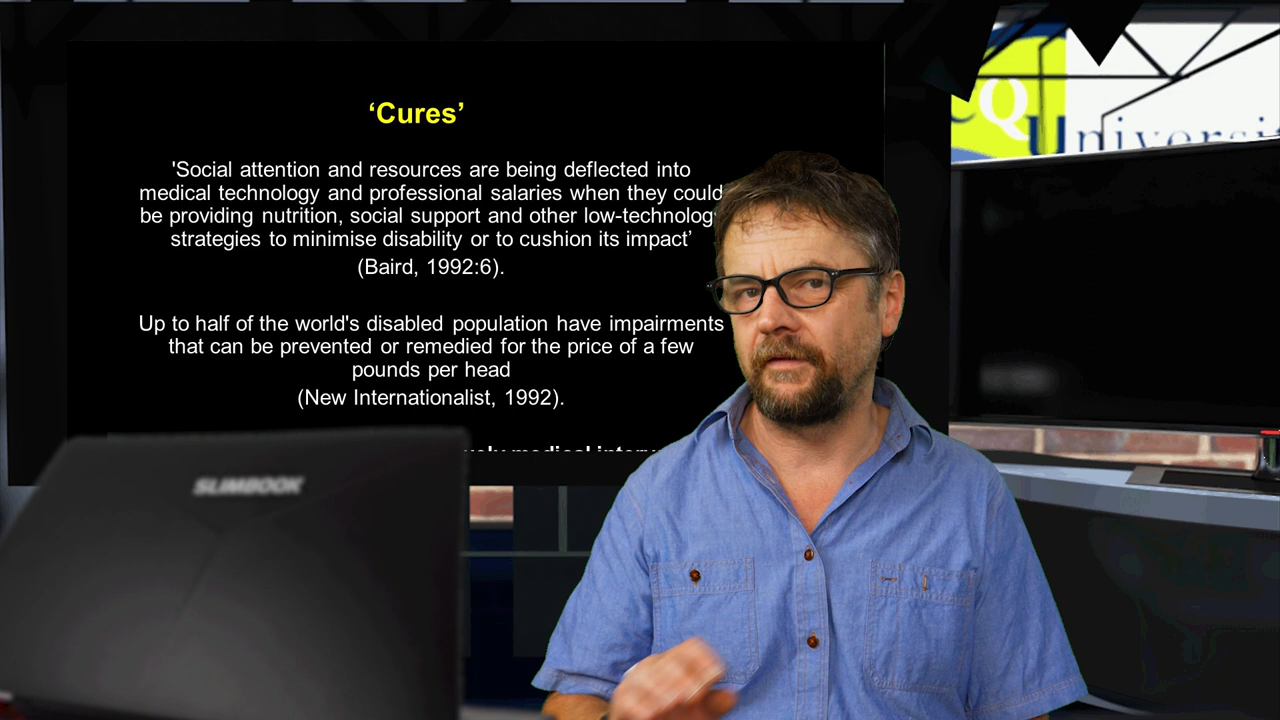 ‘Cures’
'Social attention and resources are being deflected into
medical technology and professional salaries when they could
be providing nutrition, social support and other low-technology
strategies to minimise disability or to cushion its impact’
(Baird, 1992:6).
Up to half of the world's disabled population have impairments
that can be prevented or remedied for the price of a few
pounds per head
(New Internationalist, 1992).
medical
SLIMBOOK
CQ
Universi